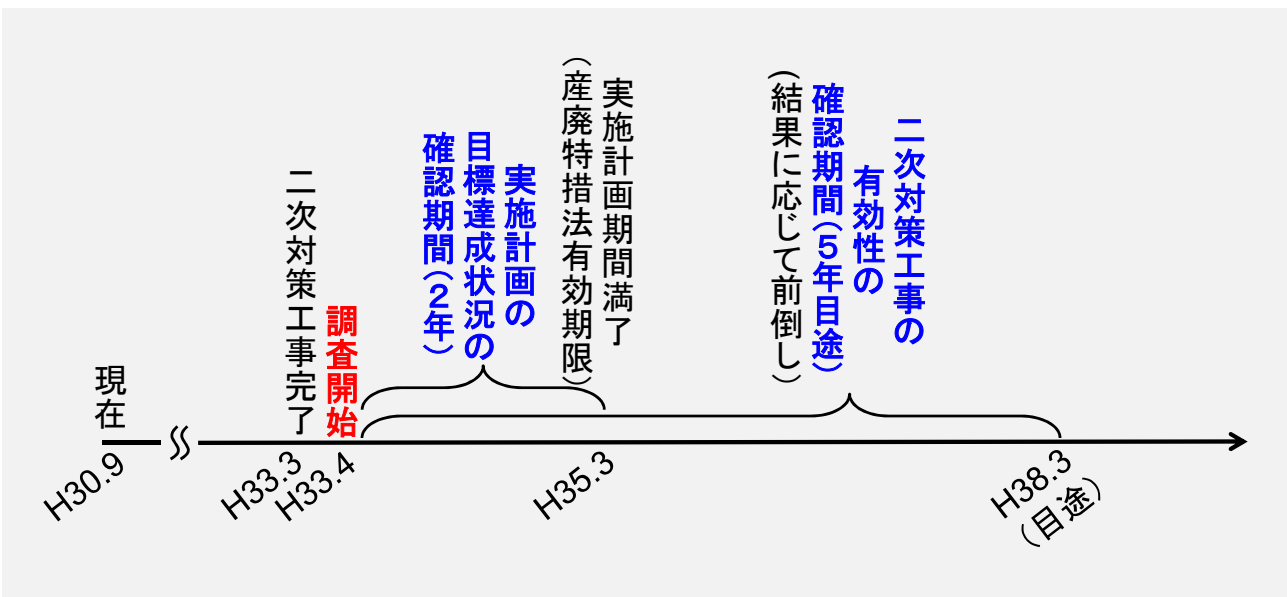 現在
二次対策工事完了
調査開始
実施計画の
目標達成状況の
確認期間（２年）
実施計画期間満了
（産廃特措法有効期限）
二次対策工事の
有効性の
確認期間（５年目途）
（結果に応じて前倒し）
H30.9
H33.3
H33.4
H35.3
H38.3
（目途）